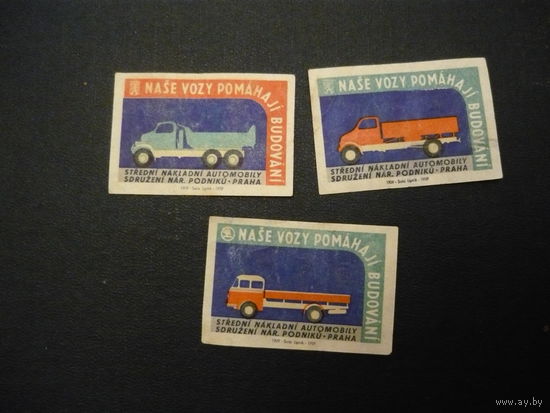 NAŠE VOZY POMÁHAJÍ BUDOVÁNÍ
STŘEDNÍ NÁKLADNÍ AUTOMOBILY
SDRUŽENÍ NÁR. PODNIKŮ - PRAHA
NAŠE VOZY POMÁHAJÍ BUDOVÁNÍ
STŘEDNÍ NÁKLADNÍ AUTOMOBILY
SDRUŽENÍ NÁR. PODNIKŮ - PRAHA
NAŠE VOZY POMÁHAJÍ BUDOVÁNÍ
STŘEDNÍ NÁKLADNÍ AUTOMOBILY
SDRUŽENÍ NÁR. PODNIKŮ - PRAHA
www.ay.by